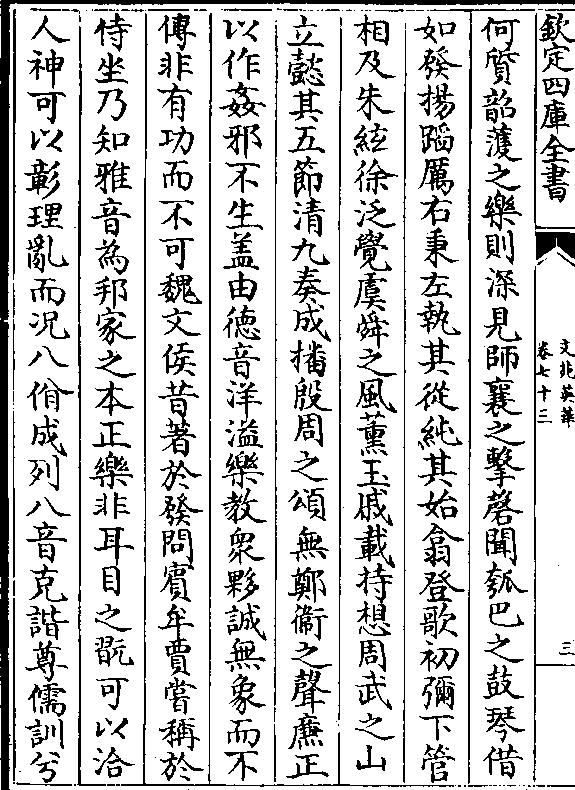 欽定四庫全書
文苑英華
卷七十三
三
何質韶頀之樂則深見師襄之擊磬聞瓠巴之鼓琴借
如發揚蹈厲右秉左執其從純其始翕登歌初彌下管
相及朱絃徐泛覺虞舜之風薫玉戚載持想周武之山
立懿其五節清九奏成播殷周之頌無鄭衞之聲庶正
以作姦邪不生盖由徳音洋溢樂教衆夥誠無象而不
傳非有功而不可魏文侯昔著於發問賓牟賈嘗稱於
侍坐乃知雅音為邦家之本正樂非耳目之翫可以洽
人神可以彰理亂而况八佾成列八音克諧尊儒訓兮